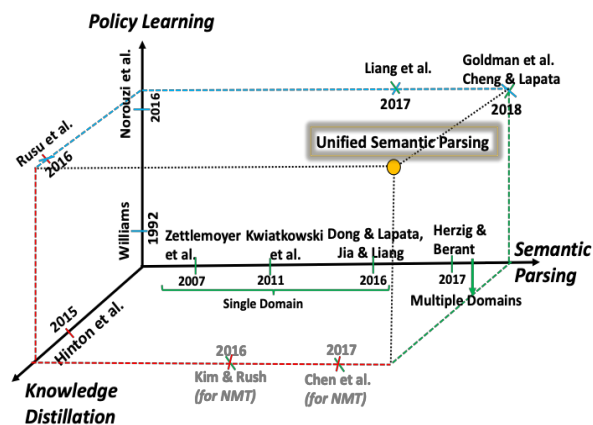 Policy Learning
Norouzi et al.
2016
Liang et al.
2017
Goldman et al.
Cheng & Lapata
2018
Rusu et al.
2016
Unified Semantic Parsing
Williams
1992
Zettlemoyer
et al.
2007
Kwiatkowski
et al.
2011
Dong & Lapata,
Jia & Liang
2016
Herzig &
Berant
2017
Semantic
Parsing
Single Domain
Multiple Domains
2015
Hinton et al.
2016
Kim & Rush
(for NMT)
2017
Chen et al.
(for NMT)
Knowledge
Distillation